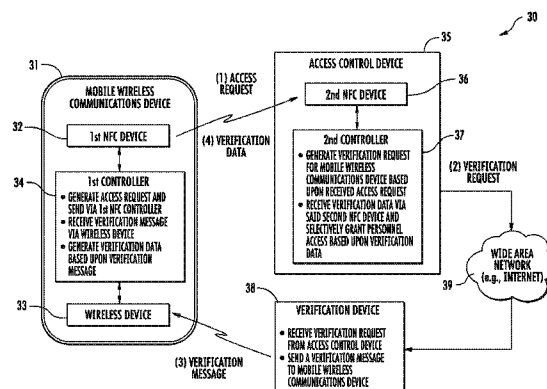 30
31
MOBILE WIRELESS
COMMUNICATIONS DEVICE
32
1st NFC DEVICE
34
1st CONTROLLER
• GENERATE ACCESS REQUEST AND
SEND VIA 1st NFC CONTROLLER
• RECEIVE VERIFICATION MESSAGE
VIA WIRELESS DEVICE
• GENERATE VERIFICATION DATA
BASED UPON VERIFICATION
MESSAGE
33
WIRELESS DEVICE
(1) ACCESS
REQUEST
(4) VERIFICATION
DATA
35
ACCESS CONTROL DEVICE
36
2nd NFC DEVICE
37
2nd CONTROLLER
• GENERATE VERIFICATION REQUEST
FOR MOBILE WIRELESS
COMMUNICATIONS DEVICE BASED
UPON RECEIVED ACCESS REQUEST
• RECEIVE VERIFICATION DATA VIA
SAID SECOND NFC DEVICE AND
SELECTIVELY GRANT PERSONNEL
ACCESS BASED UPON VERIFICATION
DATA
(2) VERIFICATION
REQUEST
WIDE AREA
NETWORK
(e.g., INTERNET)
39
38
VERIFICATION DEVICE
• RECEIVE VERIFICATION REQUEST
FROM ACCESS CONTROL DEVICE
• SEND A VERIFICATION MESSAGE
TO MOBILE WIRELESS
COMMUNICATIONS DEVICE
(3) VERIFICATION
MESSAGE